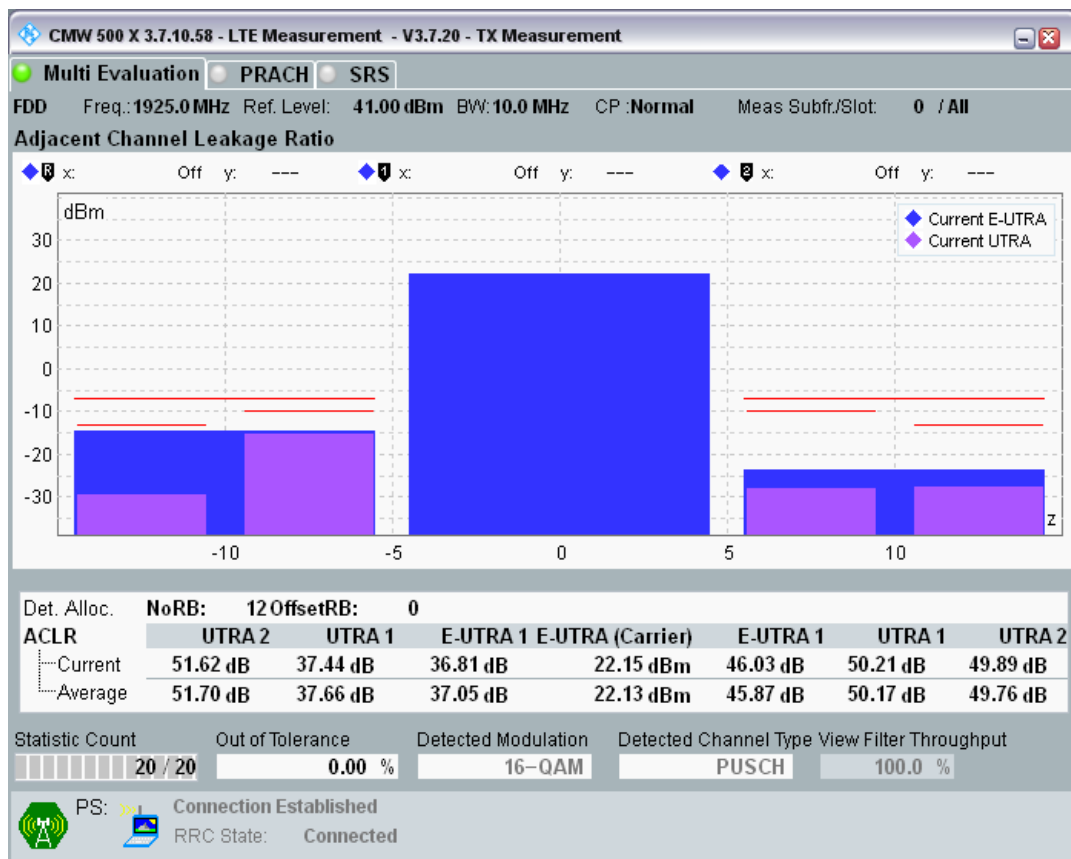 CMW 500 X 3.7.10.58 - LTE Measurement - V3.7.20 - TX Measurement
Multi Evaluation PRACH SRS
FDD Freq.: 1925.0 MHz Ref. Level: 41.00 dBm BW: 10.0 MHz CP :Normal Meas Subfr./Slot: 0 / All
Adjacent Channel Leakage Ratio
R x: Off y: --- 1 x: Off y: --- 2 x: Off y: ---
dBm
Current E-UTRA
Current UTRA
30
20
10
0
-10
-20
-30
z
-10 -5 0 5 10
Det. Alloc. NoRB: 12 OffsetRB: 0
ACLR UTRA 2 UTRA 1 E-UTRA 1 E-UTRA (Carrier) E-UTRA 1 UTRA 1 UTRA 2
Current 51.62 dB 37.44 dB 36.81 dB 22.15 dBm 46.03 dB 50.21 dB 49.89 dB
Average 51.70 dB 37.66 dB 37.05 dB 22.13 dBm 45.87 dB 50.17 dB 49.76 dB
Statistic Count Out of Tolerance Detected Modulation Detected Channel Type View Filter Throughput
20 / 20 0.00 % 16-QAM PUSCH 100.0 %
PS: Connection Established
RRC State: Connected